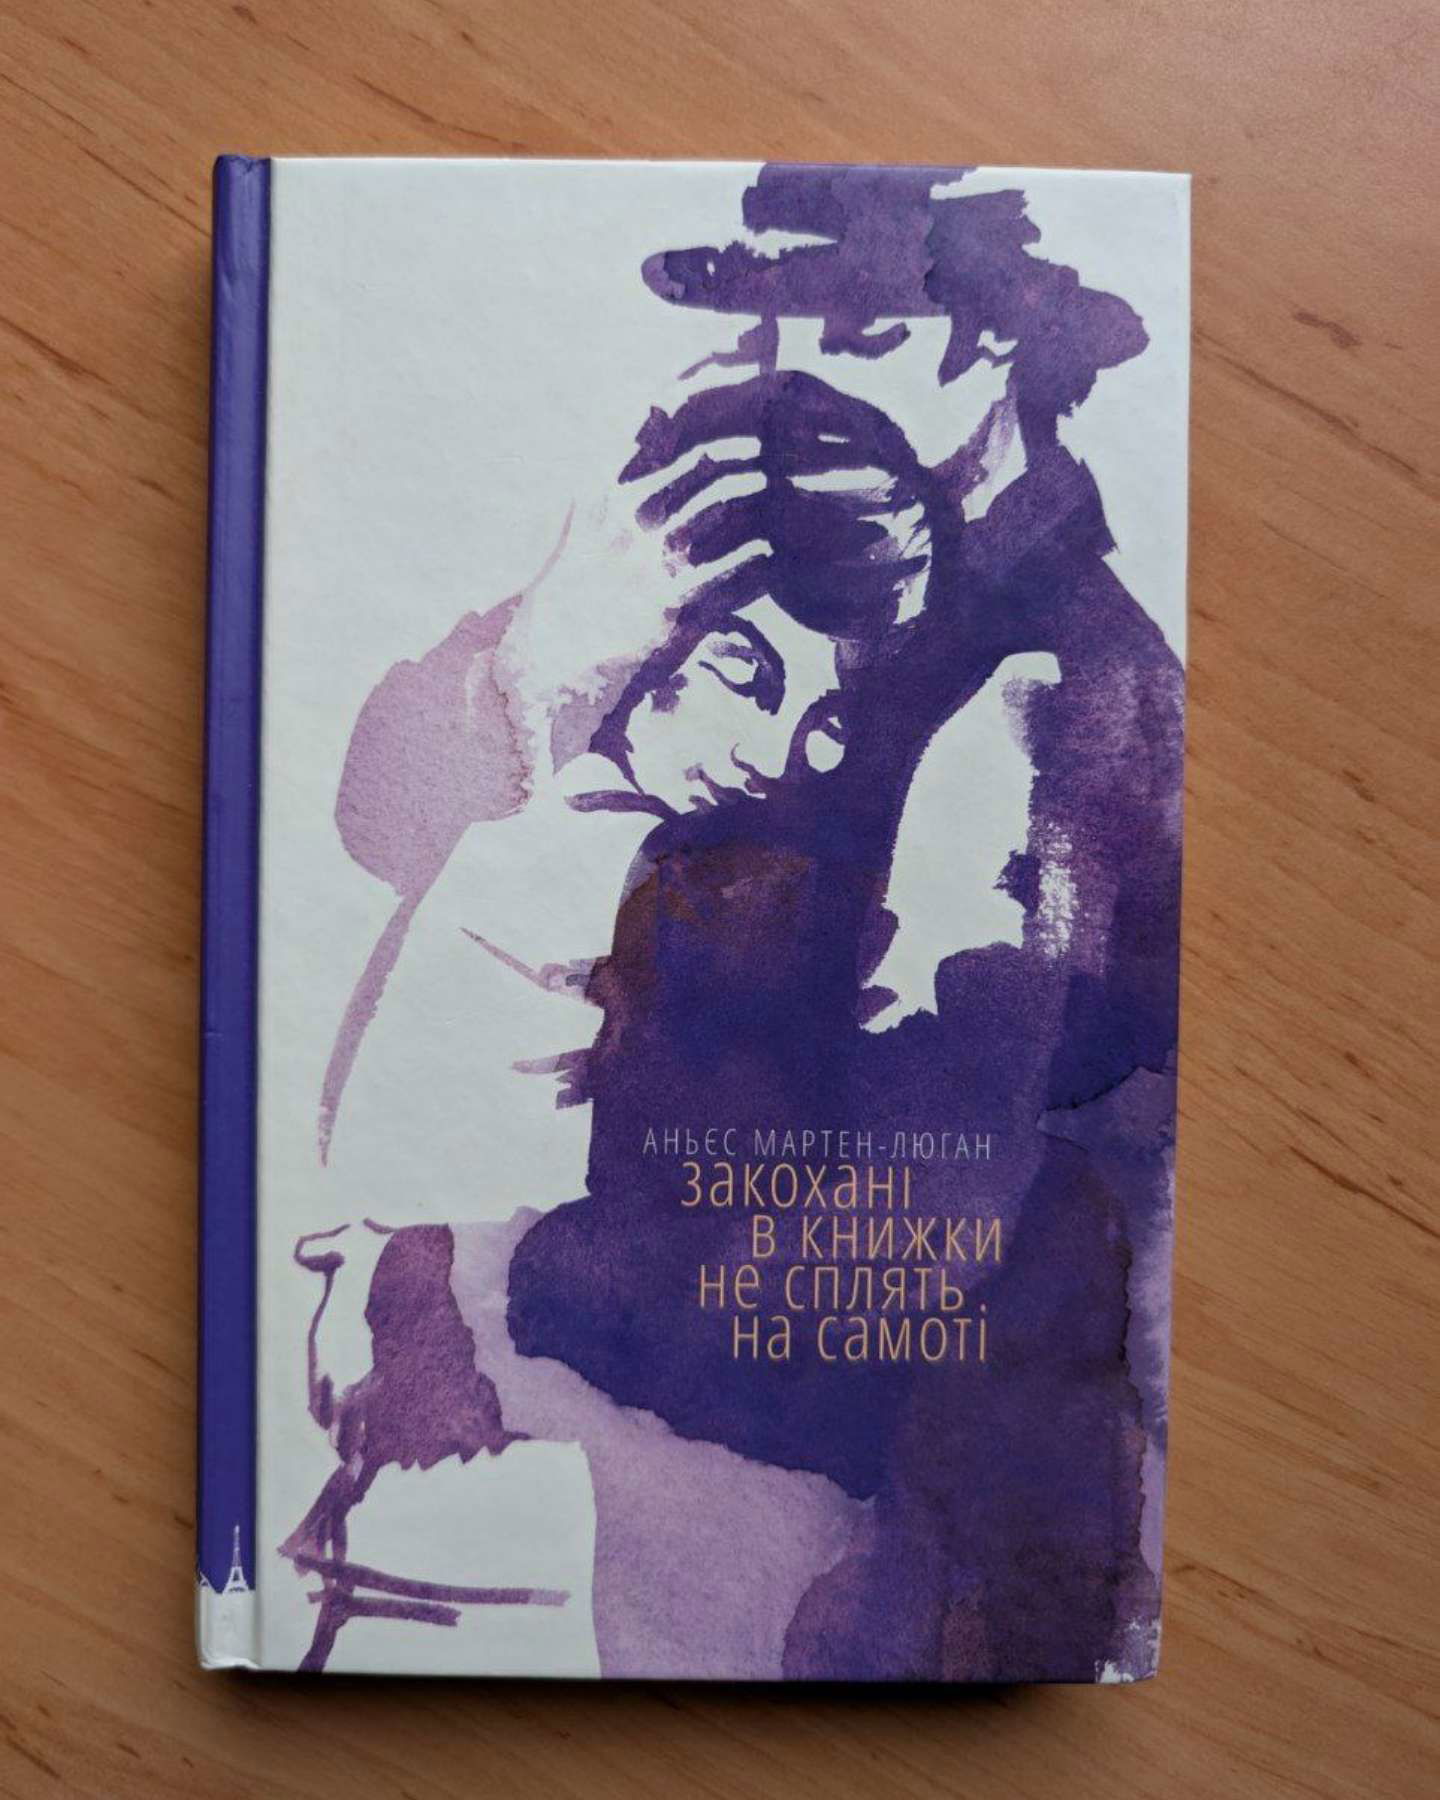 АНЬЄС МАРТЕН-ЛЮГАН
закохані
в книжки
не сплять
на самоті